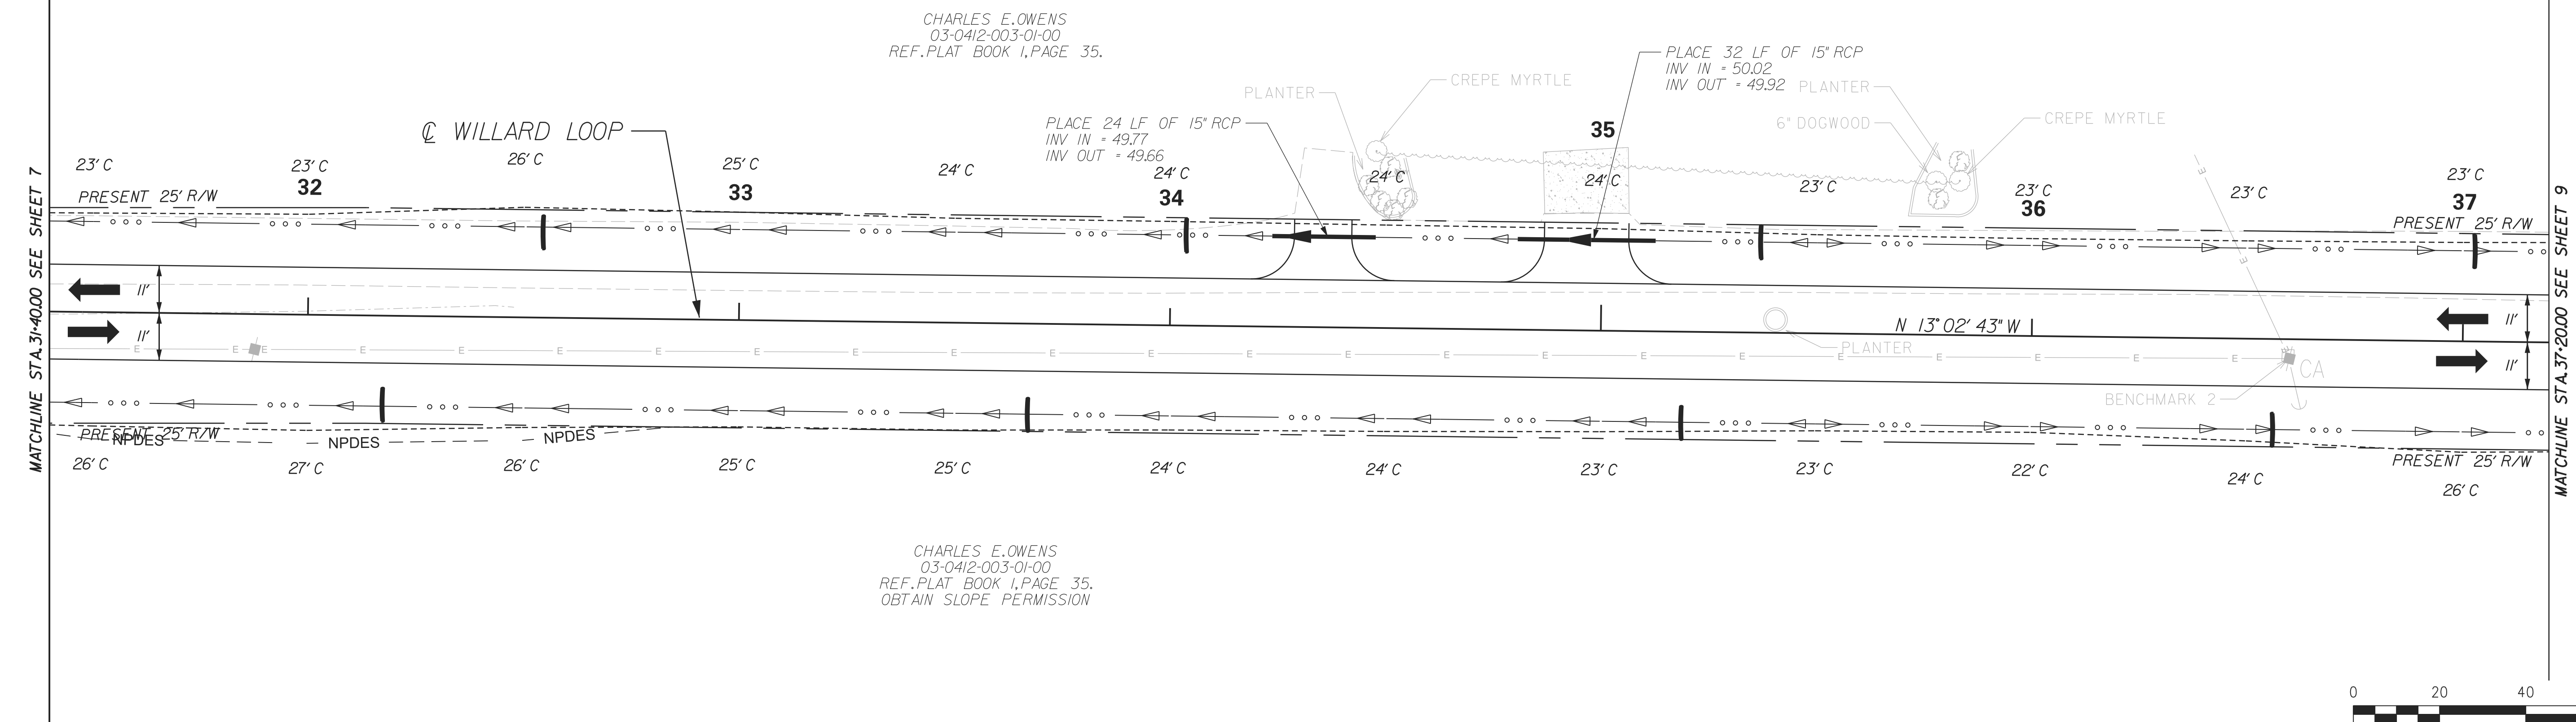 CHARLES E.OWENS
03-0412-003-01-00
REF.PLAT BOOK 1,PAGE 35.
PLACE 32 LF OF 15" RCP
INV IN = 50.02
INV OUT = 49.92
CREPE MYRTLE
PLANTER
PLANTER
6" DOGWOOD
CREPE MYRTLE
PLACE 24 LF OF 15" RCP
INV IN = 49.77
INV OUT = 49.66
℄ WILLARD LOOP
35
23' C
23' C
26' C
25' C
24' C
24' C
24' C
24' C
23' C
23' C
23' C
23' C
32
33
34
36
37
PRESENT 25' R/W
PRESENT 25' R/W
MATCHLINE STA.31+40.00 SEE SHEET 7
MATCHLINE STA.37+20.00 SEE SHEET 9
E
E
11'
11'
11'
11'
N 13° 02' 43" W
PLANTER
E E E E E E E E E E E E E E E E E E E E E E
CA
BENCHMARK 2
PRESENT 25' R/W
NPDES
NPDES
NPDES
PRESENT 25' R/W
26' C
27' C
26' C
25' C
25' C
24' C
24' C
23' C
23' C
22' C
24' C
26' C
CHARLES E.OWENS
03-0412-003-01-00
REF.PLAT BOOK 1,PAGE 35.
OBTAIN SLOPE PERMISSION
0 20 40